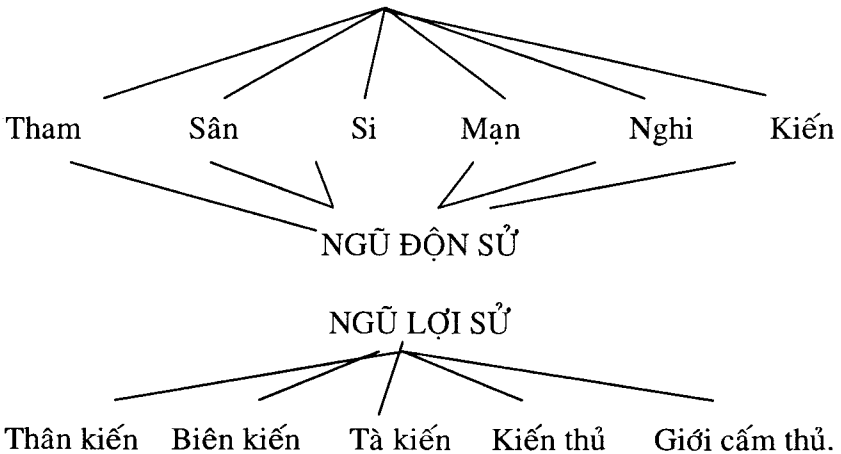 Tham Sân Si Mạn Nghi Kiến
NGŨ ĐỘN SỬ
NGŨ LỢI SỬ
Thân kiến Biên kiến Tà kiến Kiến thủ Giới cấm thủ.